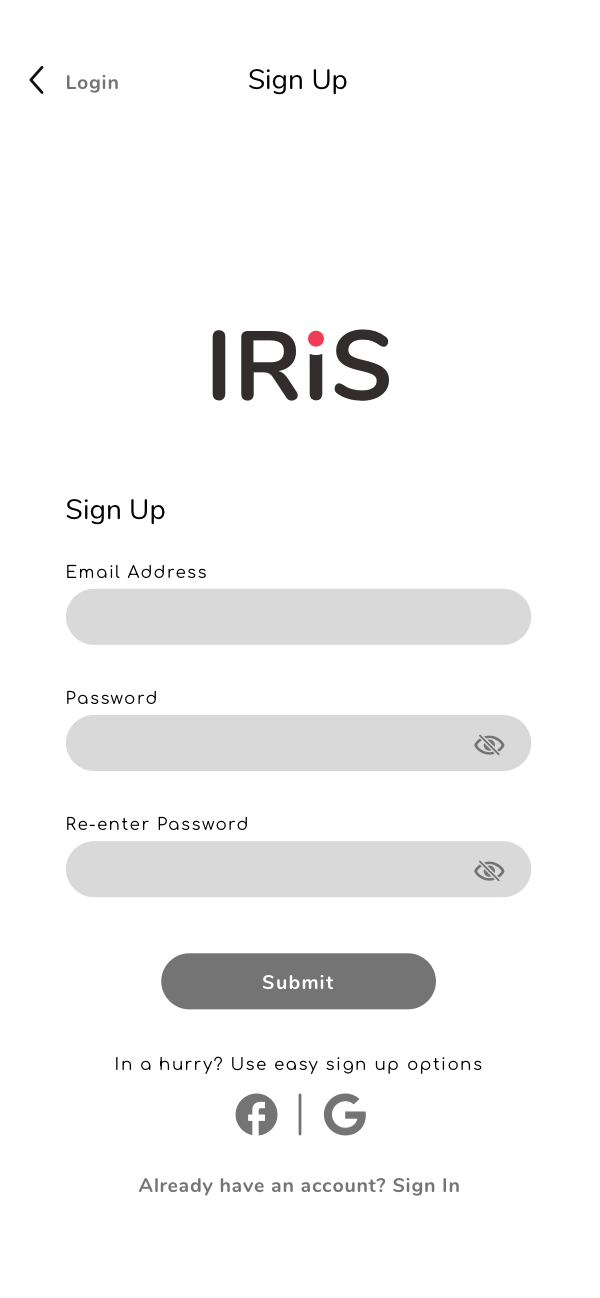 Login
Sign Up
IRiS
Sign Up
Email Address
Password
Re-enter Password
Submit
In a hurry? Use easy sign up options
Already have an account? Sign In